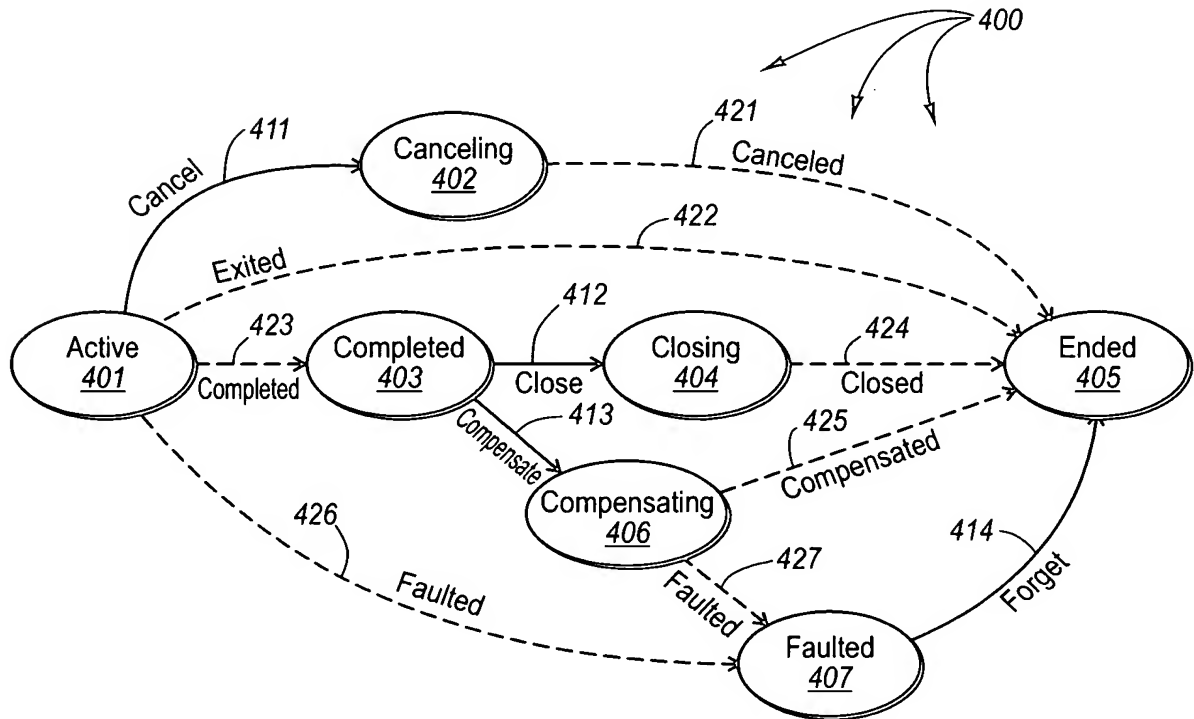 400
421
411
Canceling
402
Canceled
Cancel
422
Exited
412
423
424
Active
401
Completed
403
Closing
404
Ended
405
Completed
Close
Closed
413
425
Compensate
Compensated
Compensating
406
426
427
414
Faulted
Faulted
Forget
Faulted
407